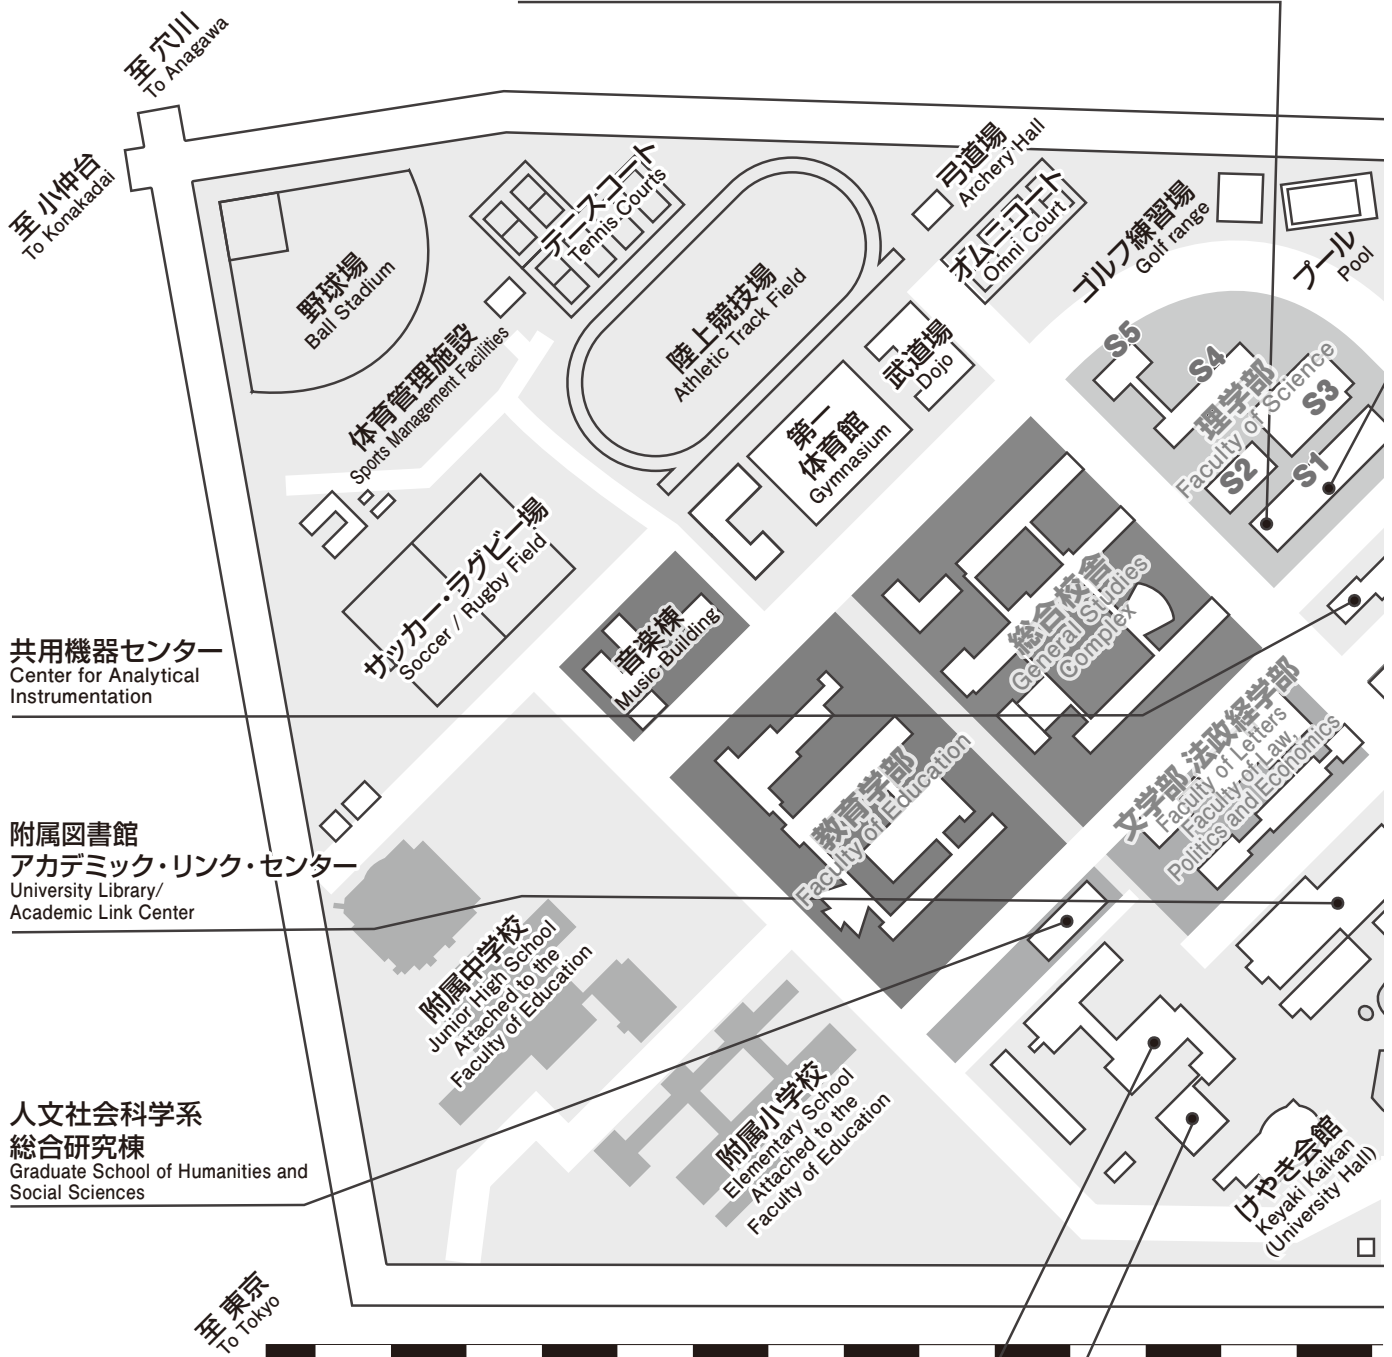 至 穴川
To Anagawa
至 小仲台
To Konakadai
野球場
Ball Stadium
テニスコート
Tennis Courts
体育管理施設
Sports Management Facilities
陸上競技場
Athletic Track Field
弓道場
Archery Hall
オムニコート
Omni Court
ゴルフ練習場
Golf range
プール
Pool
武道場
Dojo
第一
体育館
Gymnasium
S5
S4
理学部
Faculty of Science
S3
S2
S1
サッカー・ラグビー場
Soccer / Rugby Field
音楽棟
Music Building
総合校舎
General Studies
Complex
共用機器センター
Center for Analytical
Instrumentation
教育学部
Faculty of Education
文学部,法政経学部
Faculty of Letters
Faculty of Law,
Politics and Economics
附属図書館
アカデミック・リンク・センター
University Library/
Academic Link Center
附属中学校
Junior High School
Attached to the
Faculty of Education
附属小学校
Elementary School
Attached to the
Faculty of Education
人文社会科学系
総合研究棟
Graduate School of Humanities and
Social Sciences
けやき会館
Keyaki Kaikan
(University Hall)
至 東京
To Tokyo